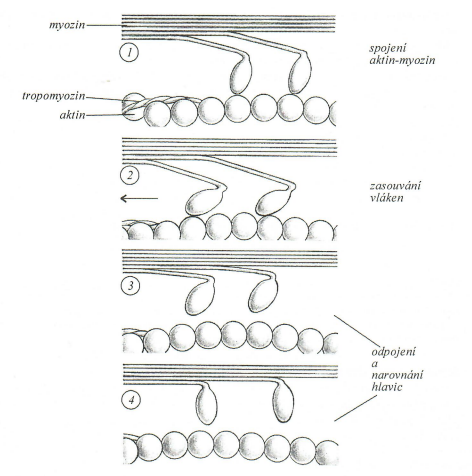 myozin
1
spojení
aktin-myozin
tropomyozin
aktin
2
zasouvání
vláken
3
odpojení
a
narovnání
hlavic
4